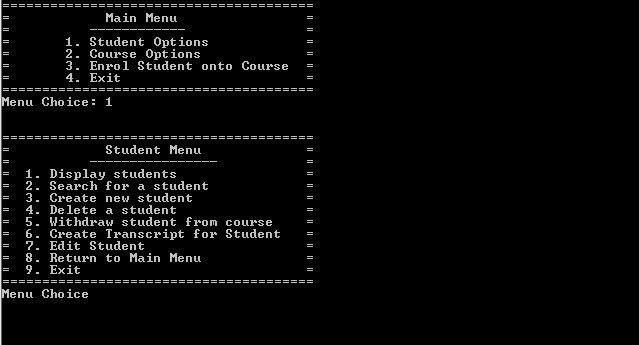 =======================================
=            Main Menu                =
=          ------------               =
=       1. Student Options            =
=       2. Course Options             =
=       3. Enrol Student onto Course  =
=       4. Exit                       =
=======================================
Menu Choice: 1
=======================================
=            Student Menu             =
=          ----------------           =
=  1. Display students                =
=  2. Search for a student            =
=  3. Create new student              =
=  4. Delete a student                =
=  5. Withdraw student from course    =
=  6. Create Transcript for Student   =
=  7. Edit Student                    =
=  8. Return to Main Menu             =
=  9. Exit                            =
=======================================
Menu Choice